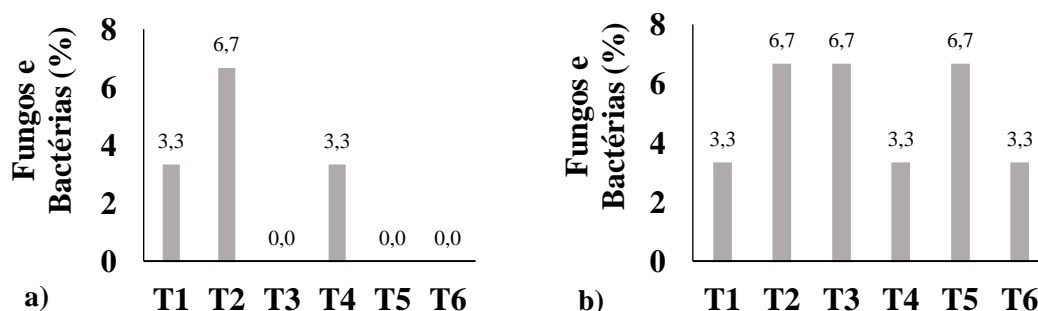 Fungos e
Bactérias (%)
8
6
4
2
0
3,3
6,7
0,0
3,3
0,0
0,0
T1 T2 T3 T4 T5 T6
a)
Fungos e
Bactérias (%)
8
6
4
2
0
3,3
6,7
6,7
3,3
6,7
3,3
T1 T2 T3 T4 T5 T6
b)